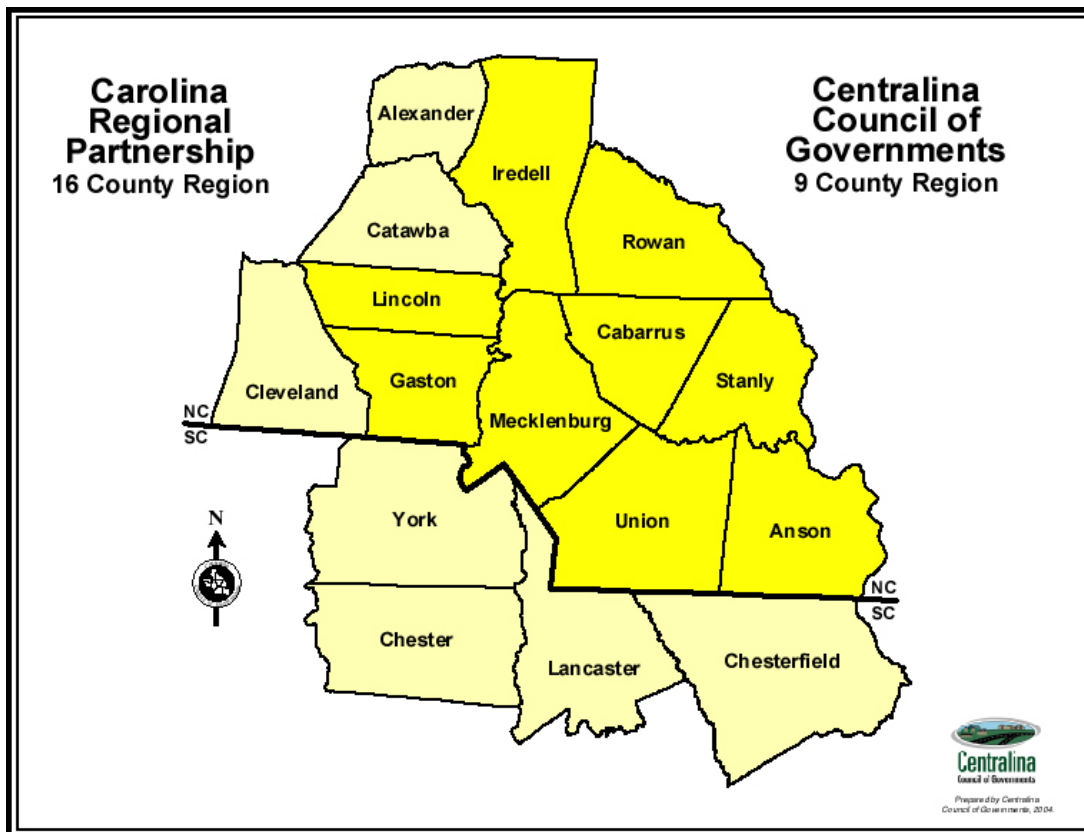 Carolina
Regional
Partnership
16 County Region
Centralina
Council of
Governments
9 County Region
Alexander
Iredell
Catawba
Rowan
Lincoln
Cabarrus
Gaston
Stanly
Cleveland
Mecklenburg
NC
SC
York
Union
Anson
N
NC
SC
Chester
Lancaster
Chesterfield
Centralina
Council of Governments
Prepared by Centralina
Council of Governments, 2004.